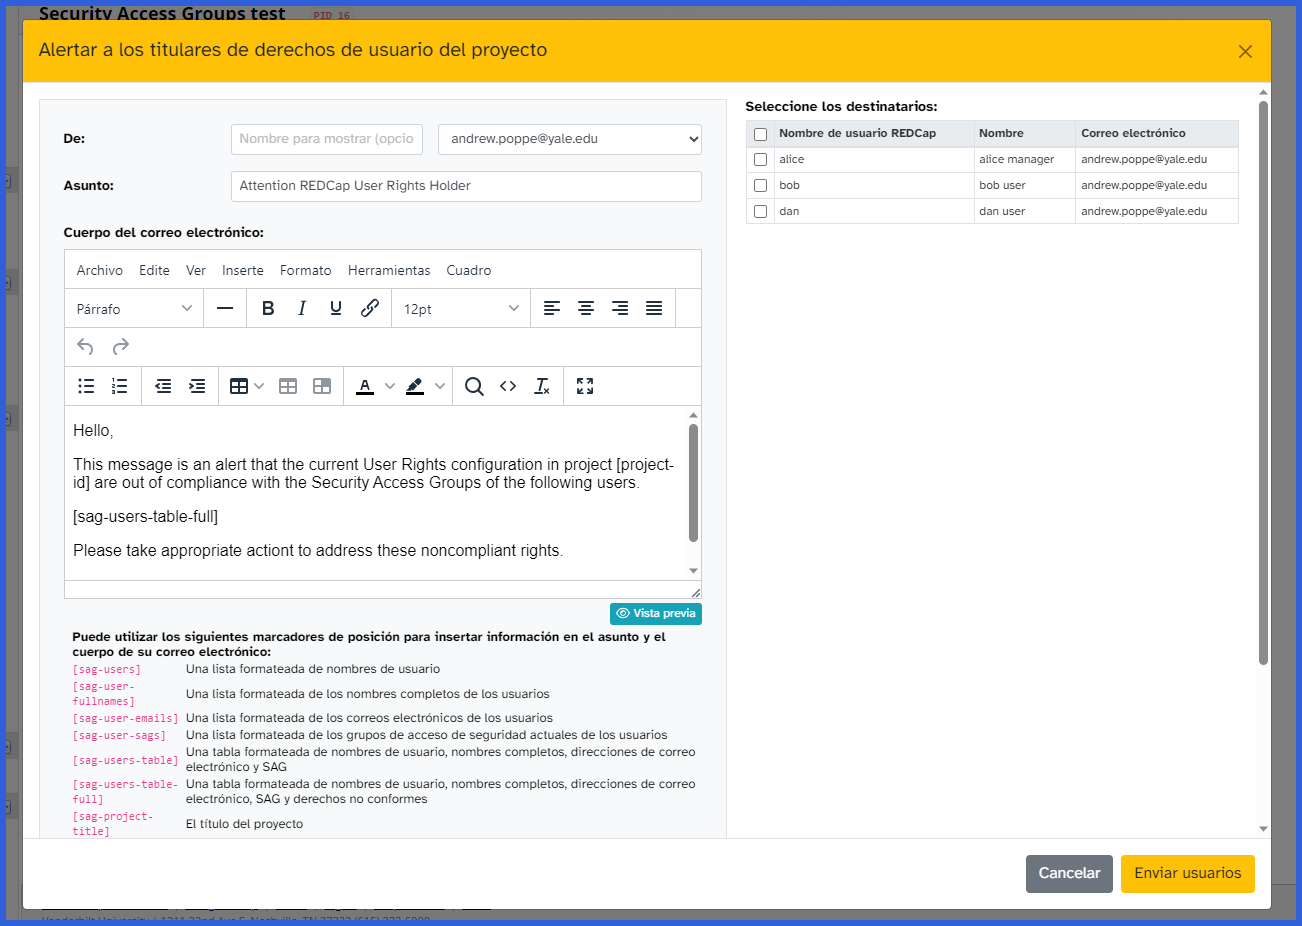 Security Access Groups test PID 16
Alertar a los titulares de derechos de usuario del proyecto
De:
Nombre para mostrar (opcio
andrew.poppe@yale.edu
Asunto:
Attention REDCap User Rights Holder
Cuerpo del correo electrónico:
Archivo Edite Ver Inserte Formato Herramientas Cuadro
Párrafo
B I U
12pt
A
Hello,
This message is an alert that the current User Rights configuration in project [project-
id] are out of compliance with the Security Access Groups of the following users.
[sag-users-table-full]
Please take appropriate actiont to address these noncompliant rights.
Vista previa
Puede utilizar los siguientes marcadores de posición para insertar información en el asunto y el
cuerpo de su correo electrónico:
[sag-users] Una lista formateada de nombres de usuario
[sag-user-
fullnames] Una lista formateada de los nombres completos de los usuarios
[sag-user-emails] Una lista formateada de los correos electrónicos de los usuarios
[sag-user-sags] Una lista formateada de los grupos de acceso de seguridad actuales de los usuarios
[sag-users-table] Una tabla formateada de nombres de usuario, nombres completos, direcciones de correo
electrónico y SAG
[sag-users-table-
full] Una tabla formateada de nombres de usuario, nombres completos, direcciones de correo
electrónico, SAG y derechos no conformes
[sag-project-
title] El título del proyecto
Seleccione los destinatarios:
Nombre de usuario REDCap Nombre Correo electrónico
alice alice manager andrew.poppe@yale.edu
bob bob user andrew.poppe@yale.edu
dan dan user andrew.poppe@yale.edu
Cancelar
Enviar usuarios